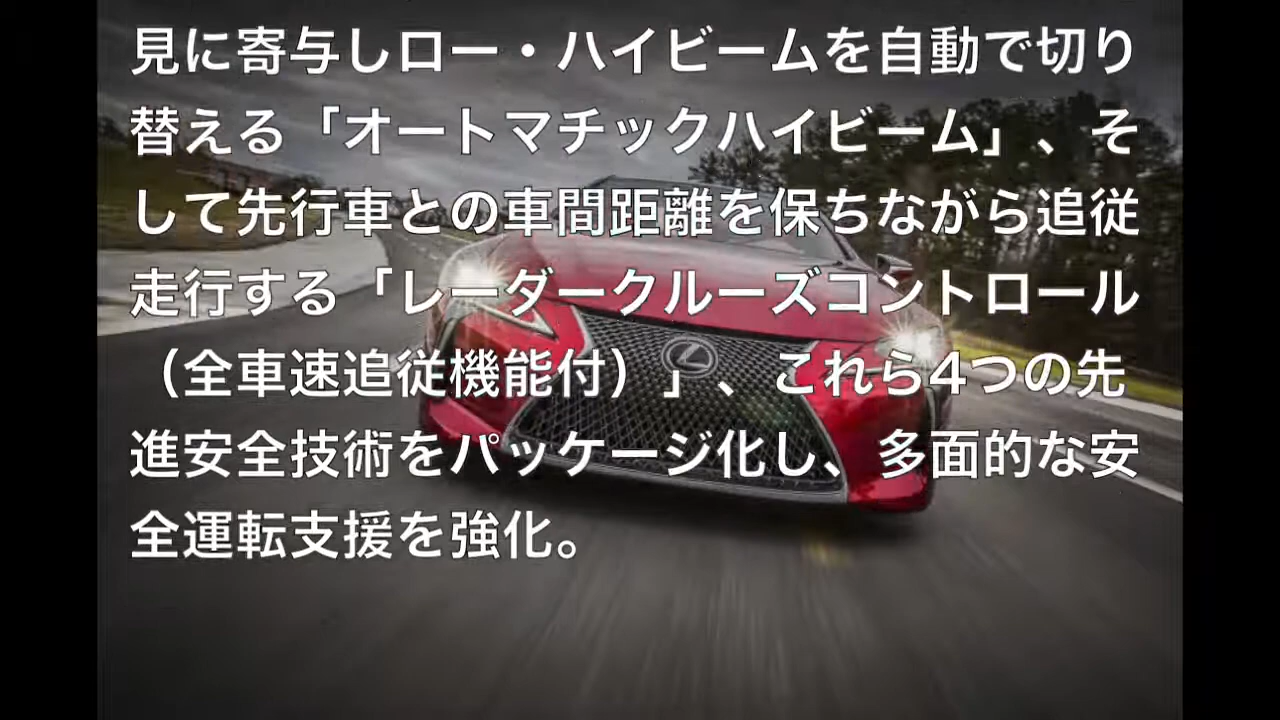 見に寄与しロー・ハイビームを自動で切り
替える「オートマチックハイビーム」、そ
して先行車との車間距離を保ちながら追従
走行する「レーダークルーズコントロール
（全車速追従機能付）」、これら4つの先
進安全技術をパッケージ化し、多面的な安
全運転支援を強化。